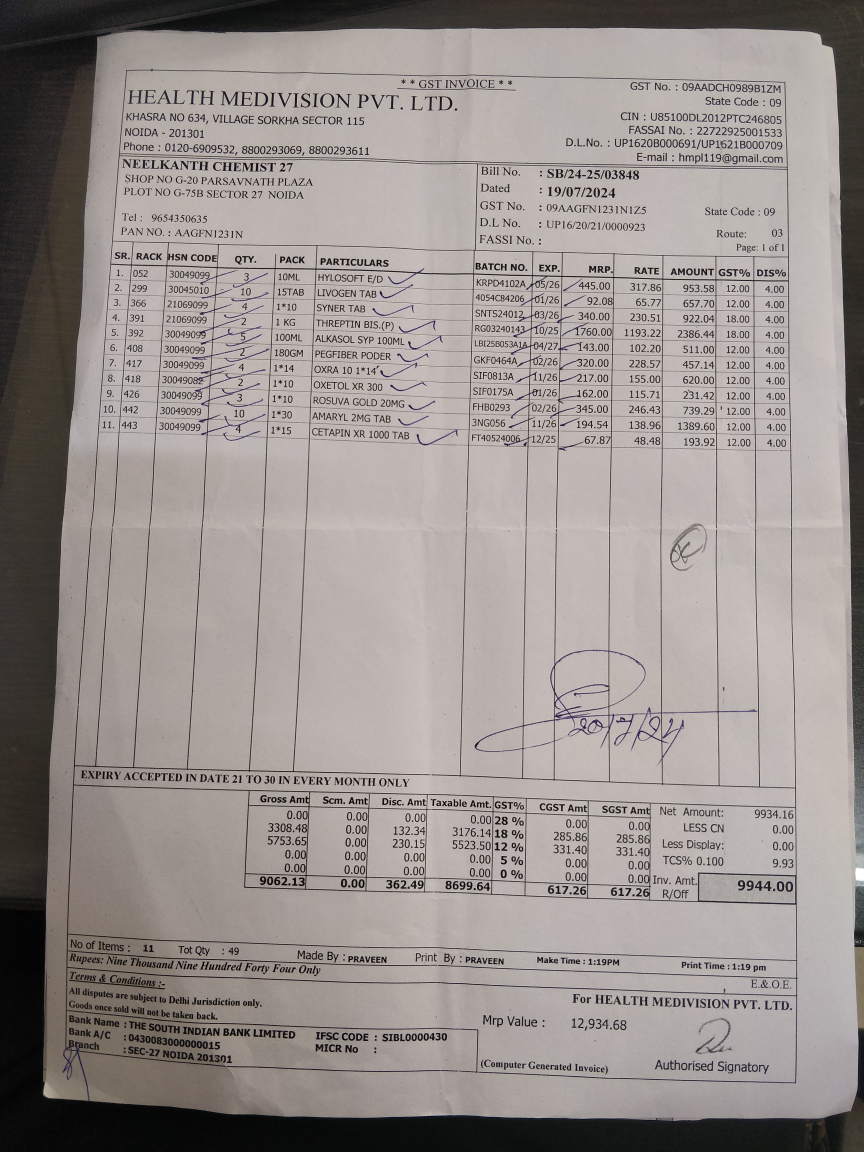 * * GST INVOICE * *
HEALTH MEDIVISION PVT. LTD.
KHASRA NO 634, VILLAGE SORKHA SECTOR 115
NOIDA - 201301
Phone : 0120-6909532, 8800293069, 8800293611
GST No. : 09AADCH0989B1ZM
State Code : 09
CIN : U85100DL2012PTC246805
FASSAI No. : 22722925001533
D.L.No. : UP1620B000691/UP1621B000709
E-mail : hmpl119@gmail.com
NEELKANTH CHEMIST 27
SHOP NO G-20 PARSAVNATH PLAZA
PLOT NO G-75B SECTOR 27 NOIDA
Tel : 9654350635
PAN NO. : AAGFN1231N
Bill No. : SB/24-25/03848
Dated : 19/07/2024
GST No. : 09AAGFN1231N1Z5 State Code : 09
D.L No. : UP16/20/21/0000923
FASSI No. : Route: 03
Page: 1 of 1
SR. RACK HSN CODE QTY. PACK PARTICULARS BATCH NO. EXP. MRP. RATE AMOUNT GST% DIS%
1. 052 30049099 3 10ML HYLOSOFT E/D KRPD4102A 05/26 445.00 317.86 953.58 12.00 4.00
2. 299 30045010 10 15TAB LIVOGEN TAB 4054C84206 01/26 92.08 65.77 657.70 12.00 4.00
3. 366 21069099 4 1*10 SYNER TAB SNTS24012 03/26 340.00 230.51 922.04 18.00 4.00
4. 391 21069099 2 1 KG THREPTIN BIS.(P) RG03240143 10/25 1760.00 1193.22 2386.44 18.00 4.00
5. 392 30049099 5 100ML ALKASOL SYP 100ML LBI25B053A1A 04/27 143.00 102.20 511.00 12.00 4.00
6. 408 30049099 2 180GM PEGFIBER PODER GKF0464A 02/26 320.00 228.57 457.14 12.00 4.00
7. 417 30049099 4 1*14 OXRA 10 1*14 SIF0813A 11/26 217.00 155.00 620.00 12.00 4.00
8. 418 30049082 2 1*10 OXETOL XR 300 SIF0175A 01/26 162.00 115.71 231.42 12.00 4.00
9. 426 30049099 3 1*10 ROSUVA GOLD 20MG FHB0293 02/26 345.00 246.43 739.29 12.00 4.00
10. 442 30049099 10 1*30 AMARYL 2MG TAB 3NG056 11/26 194.54 138.96 1389.60 12.00 4.00
11. 443 30049099 4 1*15 CETAPIN XR 1000 TAB FT40524006 12/25 67.87 48.48 193.92 12.00 4.00
20/7/24
EXPIRY ACCEPTED IN DATE 21 TO 30 IN EVERY MONTH ONLY
Gross Amt Scm. Amt Disc. Amt Taxable Amt. GST% CGST Amt SGST Amt
0.00 0.00 0.00 0.00 28 % 0.00 0.00
3308.48 0.00 132.34 3176.14 18 % 285.86 285.86
5753.65 0.00 230.15 5523.50 12 % 331.40 331.40
0.00 0.00 0.00 0.00 5 % 0.00 0.00
0.00 0.00 0.00 0.00 0 % 0.00 0.00
9062.13 0.00 362.49 8699.64 617.26 617.26
Net Amount: 9934.16
LESS CN 0.00
Less Display: 0.00
TCS% 0.100 9.93
Inv. Amt. 9944.00
R/Off
No of Items : 11 Tot Qty : 49 Made By : PRAVEEN Print By : PRAVEEN Make Time : 1:19PM Print Time : 1:19 pm
Rupees: Nine Thousand Nine Hundred Forty Four Only
E.&O.E.
Terms & Conditions :-
All disputes are subject to Delhi Jurisdiction only.
Goods once sold will not be taken back.
Bank Name : THE SOUTH INDIAN BANK LIMITED IFSC CODE : SIBL0000430
Bank A/C : 0430083000000015 MICR No :
Branch : SEC-27 NOIDA 201301
For HEALTH MEDIVISION PVT. LTD.
Mrp Value : 12,934.68
(Computer Generated Invoice)
Authorised Signatory